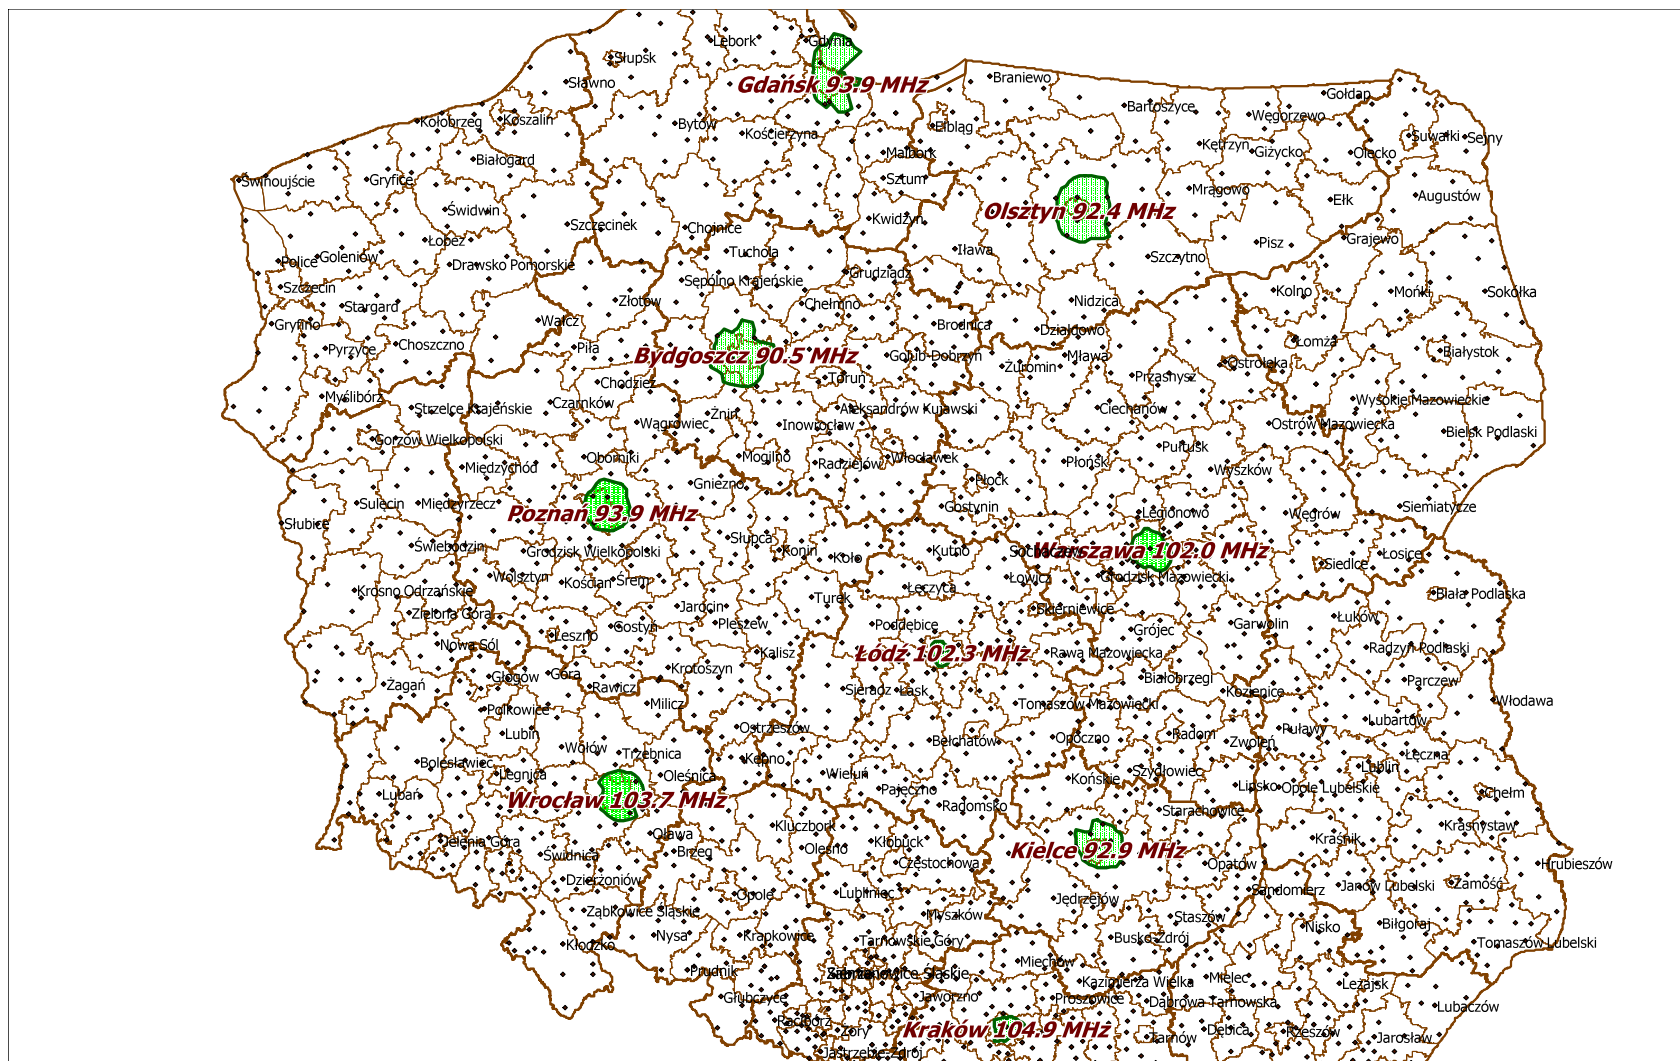 Lębork
Gdynia
Słupsk
Braniewo
Sławno
Gdańsk 93.9 MHz
Gołdap
Bartoszyce
Węgorzewo
Kołobrzeg
Koszalin
Bytów
Kościerzyna
Elbląg
Suwałki
Sejny
Kętrzyn
Giżycko
Olecko
Białogard
Malbork
Świnoujście
Gryfice
Sztum
Mrągowo
Augustów
Ełk
Świdwin
Olsztyn 92.4 MHz
Szczecinek
Chojnice
Kwidzyn
Łobez
Pisz
Grajewo
Tuchola
Iława
Szczytno
Police
Goleniów
Drawsko Pomorskie
Sępólno Krajeńskie
Grudziądz
Szczecin
Kolno
Mońki
Sokółka
Stargard
Złotów
Chełmno
Nidzica
Gryfino
Wałcz
Brodnica
Działdowo
Pyrzyce
Choszczno
Piła
Bydgoszcz 90.5 MHz
Golub-Dobrzyń
Mława
Łomża
Białystok
Żuromin
Ostrołęka
Chodzież
Toruń
Przasnysz
Myślibórz
Strzelce Krajeńskie
Czarnków
Żnin
Aleksandrów Kujawski
Ciechanów
Wysokie Mazowieckie
Wągrowiec
Inowrocław
Ostrów Mazowiecka
Bielsk Podlaski
Gorzów Wielkopolski
Pułtusk
Międzychód
Oborniki
Mogilno
Radziejów
Włocławek
Płońsk
Wyszków
Gniezno
Płock
Sulęcin
Międzyrzecz
Gostynin
Siemiatycze
Słubice
Poznań 93.9 MHz
Legionowo
Węgrów
Słupca
Świebodzin
Grodzisk Wielkopolski
Konin
Koło
Kutno
Sochaczew
Warszawa 102.0 MHz
Łosice
Siedlce
Wolsztyn
Kościan
Śrem
Łowicz
Grodzisk Mazowiecki
Krosno Odrzańskie
Łęczyca
Biała Podlaska
Turek
Zielona Góra
Jarocin
Skierniewice
Łuków
Gostyń
Pleszew
Poddębice
Grójec
Garwolin
Nowa Sól
Leszno
Kalisz
Łódź 102.3 MHz
Rawa Mazowiecka
Radzyń Podlaski
Krotoszyn
Głogów
Góra
Białobrzegi
Parczew
Żagań
Rawicz
Sieradz
Łask
Kozienice
Włodawa
Polkowice
Milicz
Tomaszów Mazowiecki
Lubartów
Lubin
Ostrzeszów
Bełchatów
Opoczno
Radom
Zwoleń
Puławy
Wołów
Trzebnica
Łęczna
Bolesławiec
Kępno
Lublin
Legnica
Oleśnica
Wieluń
Końskie
Szydłowiec
Lubań
Pajęczno
Lipsko
Opole Lubelskie
Chełm
Wrocław 103.7 MHz
Radomsko
Starachowice
Oława
Kluczbork
Krasnystaw
Jelenia Góra
Kłobuck
Kraśnik
Świdnica
Brzeg
Olesno
Kielce 92.9 MHz
Częstochowa
Opatów
Hrubieszów
Dzierżoniów
Opole
Lubliniec
Jędrzejów
Sandomierz
Janów Lubelski
Zamość
Ząbkowice Śląskie
Myszków
Staszów
Nisko
Biłgoraj
Kłodzko
Nysa
Krapkowice
Tarnowskie Góry
Busko-Zdrój
Tomaszów Lubelski
Prudnik
Siemianowice Śląskie
Miechów
Kazimierza Wielka
Mielec
Leżajsk
Głubczyce
Jaworzno
Proszowice
Dąbrowa Tarnowska
Lubaczów
Racibórz
Żory
Kraków 104.9 MHz
Tarnów
Dębica
Rzeszów
Jarosław
Jastrzębie-Zdrój